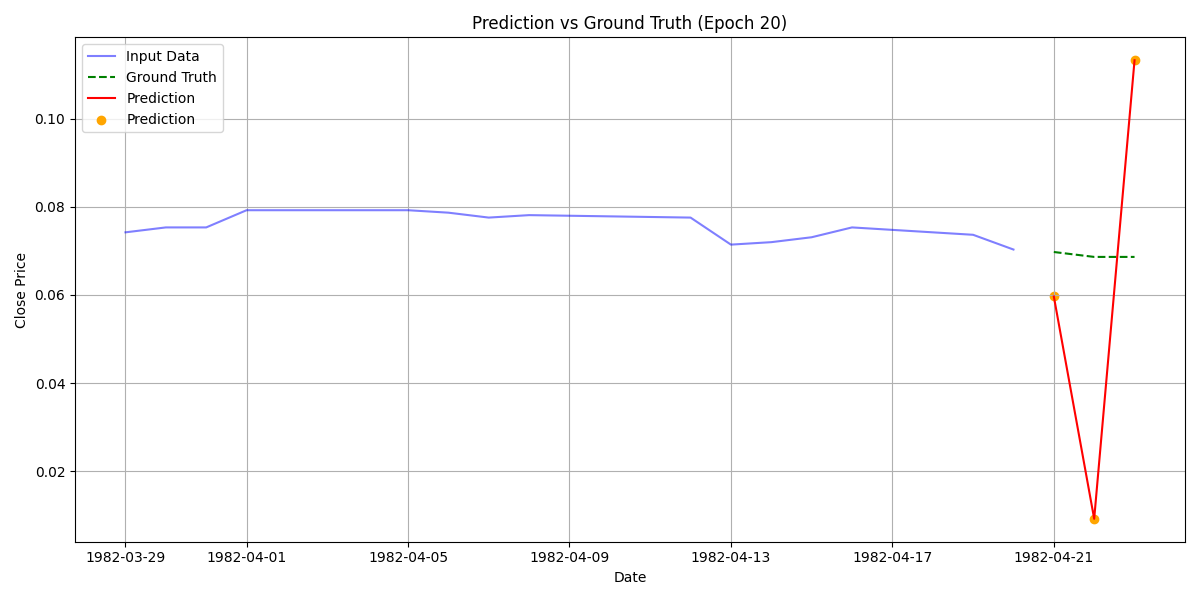 Prediction vs Ground Truth (Epoch 20)
Input Data
Ground Truth
Prediction
Prediction
Close Price
0.10
0.08
0.06
0.04
0.02
1982-03-29
1982-04-01
1982-04-05
1982-04-09
1982-04-13
1982-04-17
1982-04-21
Date